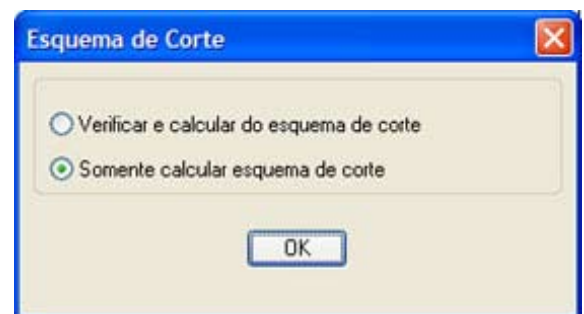 Esquema de Corte
Verificar e calcular do esquema de corte
Somente calcular esquema de corte
OK